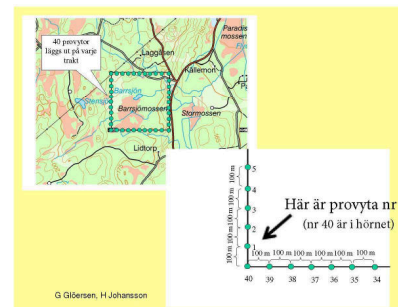 40 provytor
läggs ut på varje
trakt
Paradis
mossen
Laggåsen
Källemon
Barrsjön
Stensjön
Barrsjömossen
Stormossen
Lidtorp
5
100 m
4
100 m
3
100 m
2
100 m
1
100 m
Här är provyta nr
(nr 40 är i hörnet)
100 m 100 m 100 m 100 m 100 m
40 39 38 37 36 35 34
G Glöersen, H Johansson